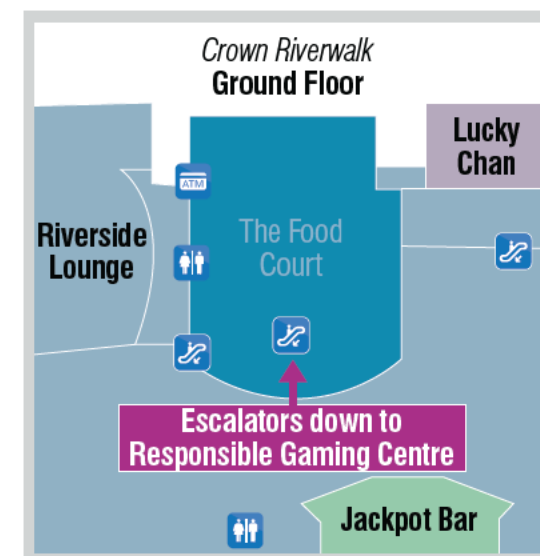 Crown Riverwalk
Ground Floor
Lucky
Chan
ATM
Riverside
Lounge
The Food
Court
Escalators down to
Responsible Gaming Centre
Jackpot Bar